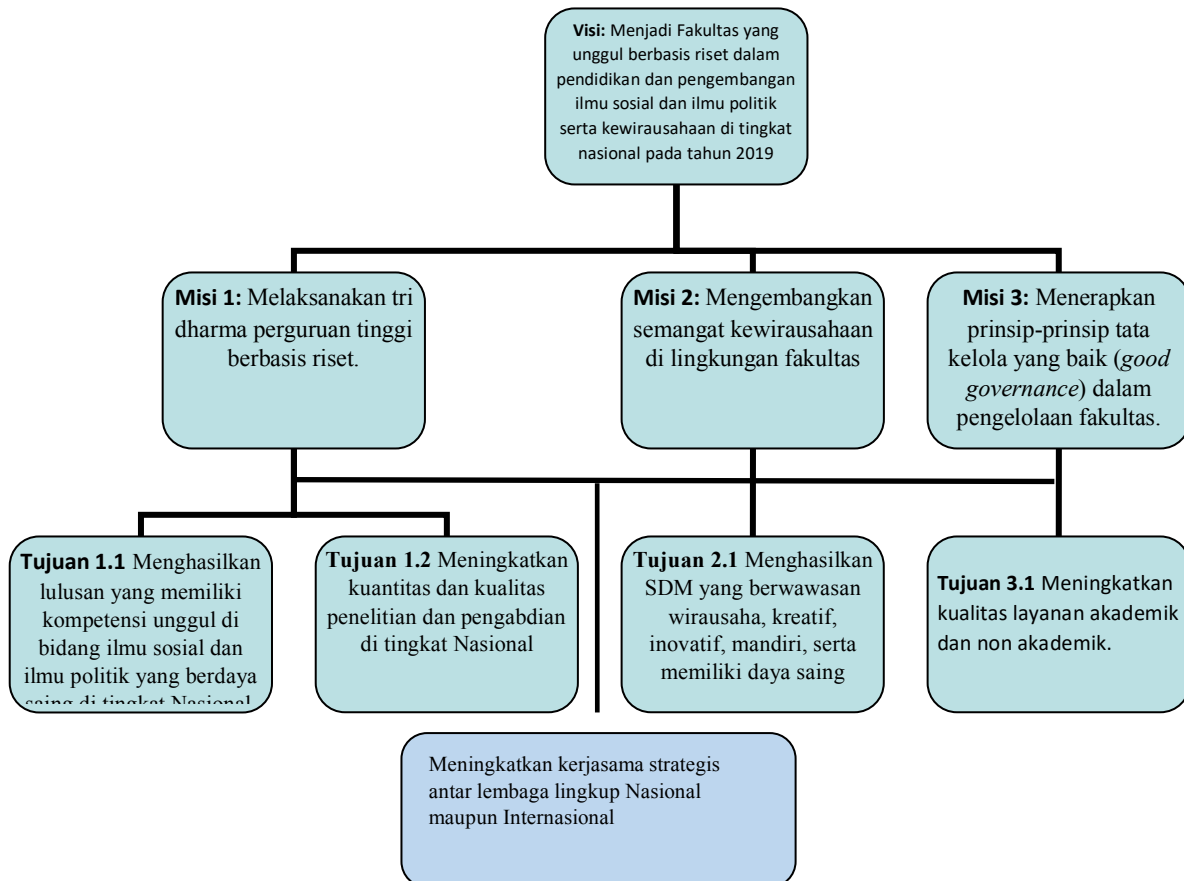 Visi: Menjadi Fakultas yang
unggul berbasis riset dalam
pendidikan dan pengembangan
ilmu sosial dan ilmu politik
serta kewirausahaan di tingkat
nasional pada tahun 2019
Misi 1: Melaksanakan tri
dharma perguruan tinggi
berbasis riset.
Misi 2: Mengembangkan
semangat kewirausahaan
di lingkungan fakultas
Misi 3: Menerapkan
prinsip-prinsip tata
kelola yang baik (good
governance) dalam
pengelolaan fakultas.
Tujuan 1.1 Menghasilkan
lulusan yang memiliki
kompetensi unggul di
bidang ilmu sosial dan
ilmu politik yang berdaya
saing di tingkat Nasional
Tujuan 1.2 Meningkatkan
kuantitas dan kualitas
penelitian dan pengabdian
di tingkat Nasional
Tujuan 2.1 Menghasilkan
SDM yang berwawasan
wirausaha, kreatif,
inovatif, mandiri, serta
memiliki daya saing
Tujuan 3.1 Meningkatkan
kualitas layanan akademik
dan non akademik.
Meningkatkan kerjasama strategis
antar lembaga lingkup Nasional
maupun Internasional